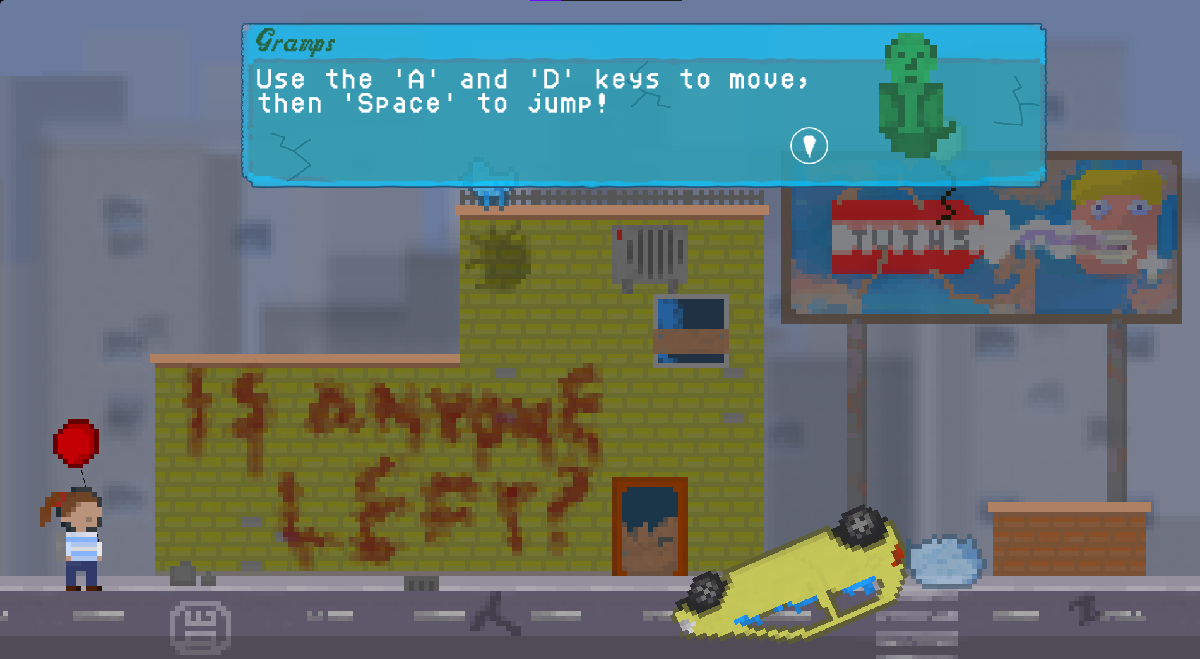 Gramps
Use the 'A' and 'D' keys to move,
then 'Space' to jump!
IS ANYONE
LEFT?